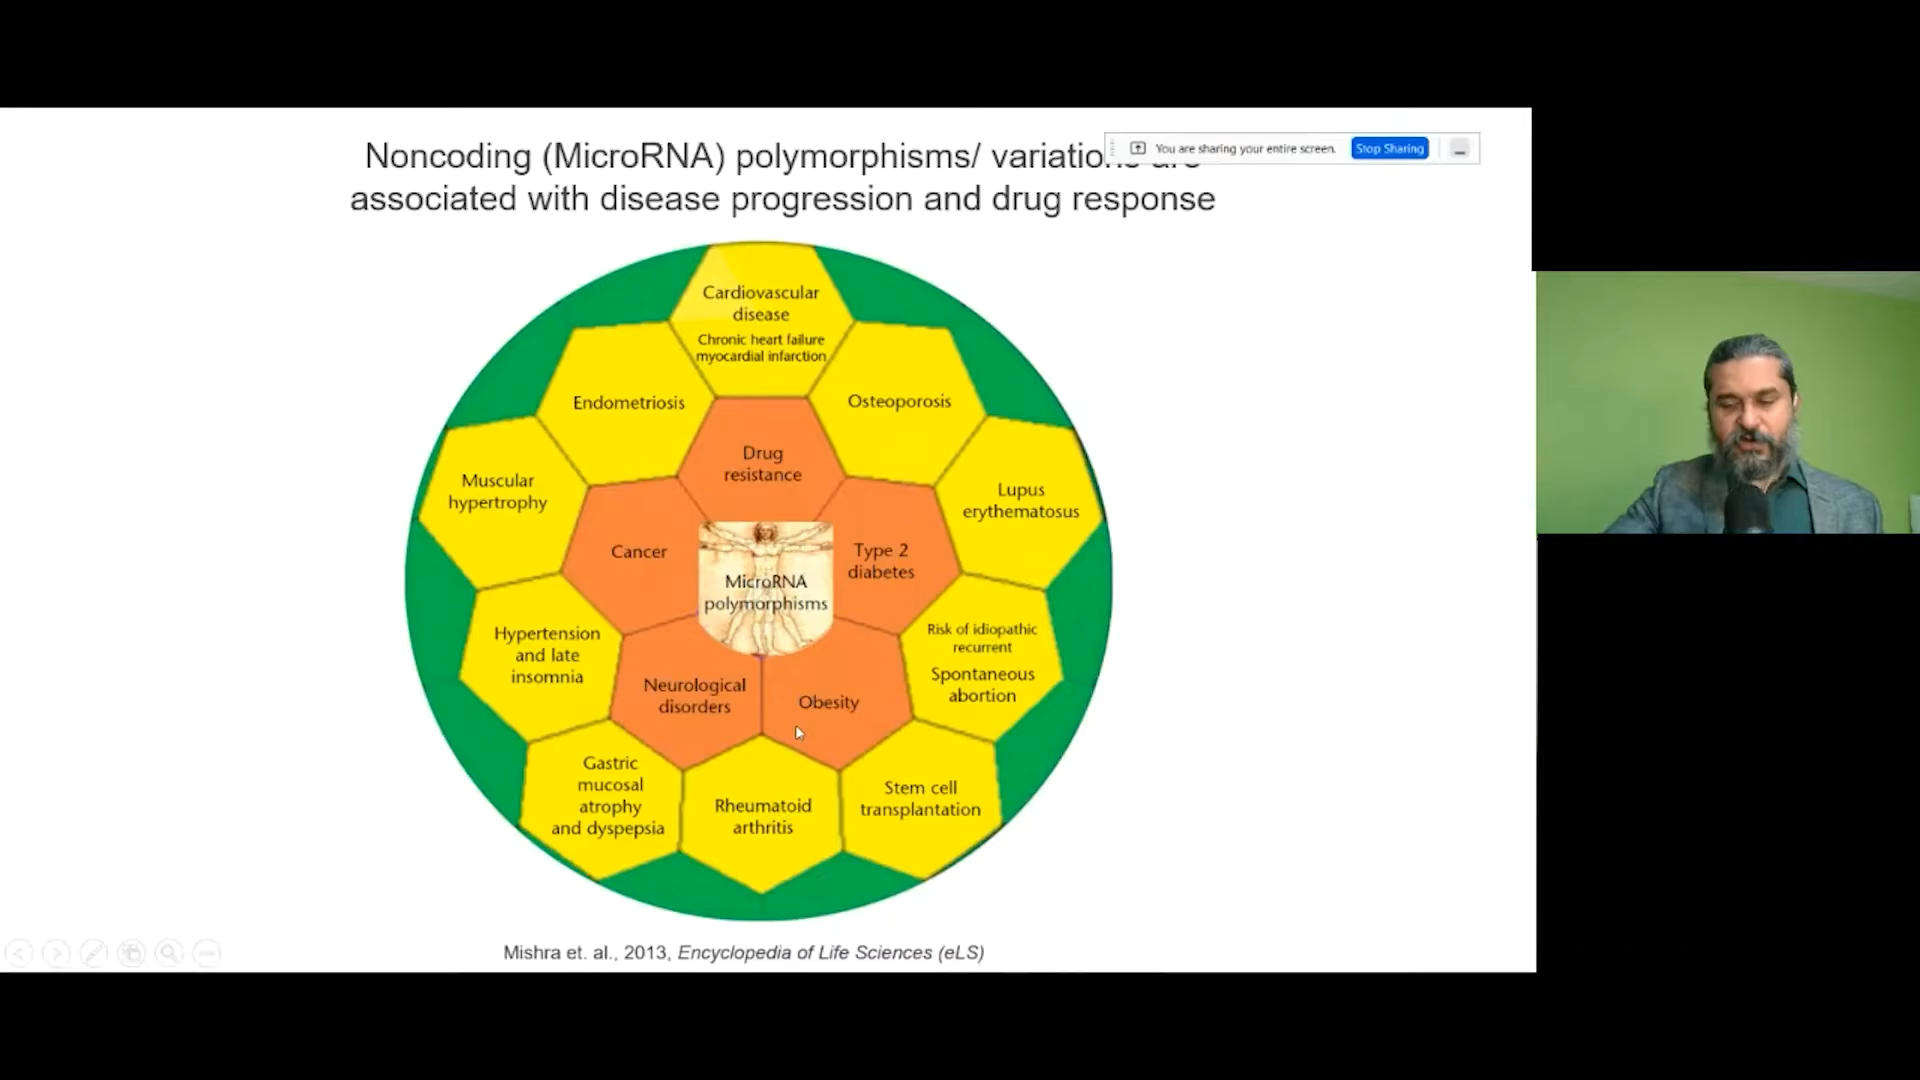 Noncoding (MicroRNA) polymorphisms/ variations are
associated with disease progression and drug response
You are sharing your entire screen.
Stop Sharing
Cardiovascular
disease
Chronic heart failure
myocardial infarction
Endometriosis
Osteoporosis
Drug
resistance
Muscular
hypertrophy
Lupus
erythematosus
Cancer
Type 2
diabetes
MicroRNA
polymorphisms
Hypertension
and late
insomnia
Risk of idiopathic
recurrent
Spontaneous
abortion
Neurological
disorders
Obesity
Gastric
mucosal
atrophy
and dyspepsia
Rheumatoid
arthritis
Stem cell
transplantation
Mishra et. al., 2013, Encyclopedia of Life Sciences (eLS)